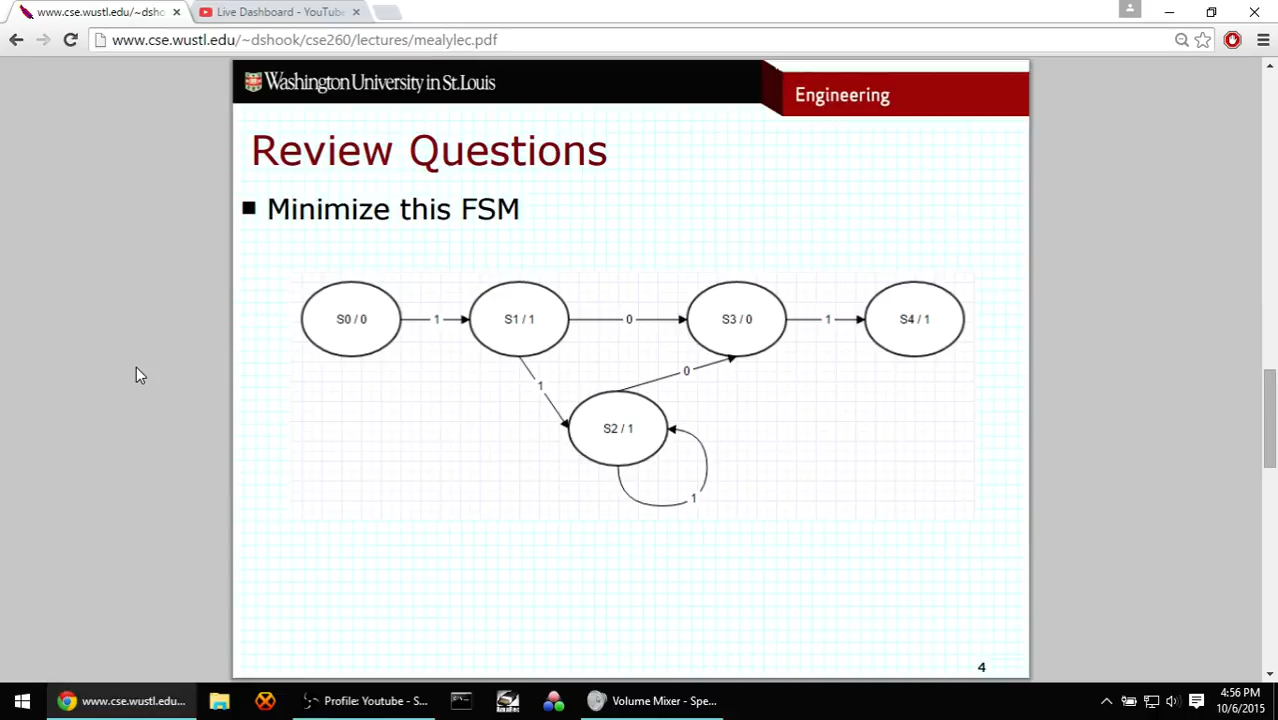 www.cse.wustl.edu/~dsho
Live Dashboard - YouTube
www.cse.wustl.edu/~dshook/cse260/lectures/mealylec.pdf
Washington University in St.Louis
Engineering
Review Questions
Minimize this FSM
S0 / 0
1
S1 / 1
0
S3 / 0
1
S4 / 1
1
0
S2 / 1
1
4
www.cse.wustl.edu...
Profile: Youtube - S...
Volume Mixer - Spe...
4:56 PM
10/6/2015